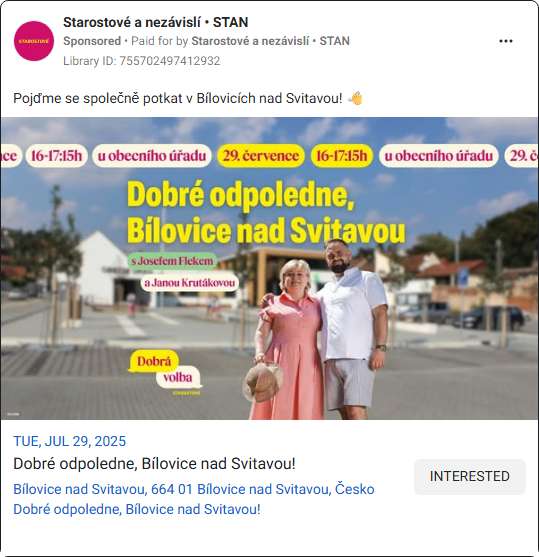 Starostové a nezávislí • STAN
Sponsored • Paid for by Starostové a nezávislí • STAN
Library ID: 755702497412932
STAROSTOVÉ
Pojďme se společně potkat v Bílovicích nad Svitavou! 👋
nce 16-17:15h u obecního úřadu 29. července 16-17:15h u obecního úřadu 29. č
Dobré odpoledne,
Bílovice nad Svitavou
s Josefem Flekem
a Janou Krutákovou
Dobrá
volba
STAROSTOVÉ
TUE, JUL 29, 2025
Dobré odpoledne, Bílovice nad Svitavou!
INTERESTED
Bílovice nad Svitavou, 664 01 Bílovice nad Svitavou, Česko
Dobré odpoledne, Bílovice nad Svitavou!